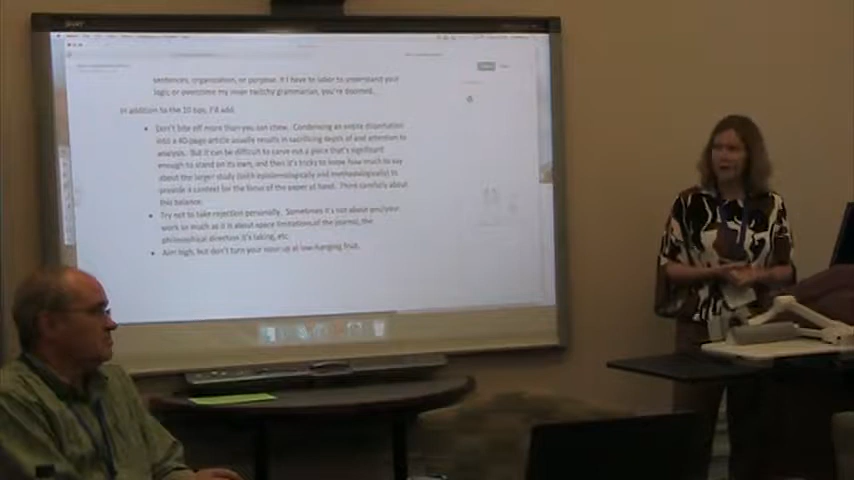 sentences, organization, or purpose. If I have to labor to understand your
logic or overcome my inner twitchy grammarian, you're doomed.
In addition to the 10 tips, I'd add:
• Don't bite off more than you can chew. Condensing an entire dissertation
into a 40-page article usually results in sacrificing depth of and attention to
analysis. But it can be difficult to carve out a piece that's significant
enough to stand on its own, and then it's tricky to know how much to say
about the larger study (both epistemologically and methodologically) to
provide a context for the focus of the paper at hand. Think carefully about
this balance.
• Try not to take rejection personally. Sometimes it's not about you/your
work so much as it is about space limitations of the journal, the
philosophical direction it's taking, etc.
• Aim high, but don't turn your nose up at low-hanging fruit.